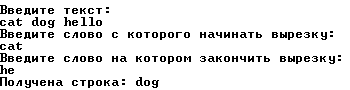 Введите текст:
cat dog hello
Введите слово с которого начинать вырезку:
cat
Введите слово на котором закончить вырезку:
he
Получена строка: dog